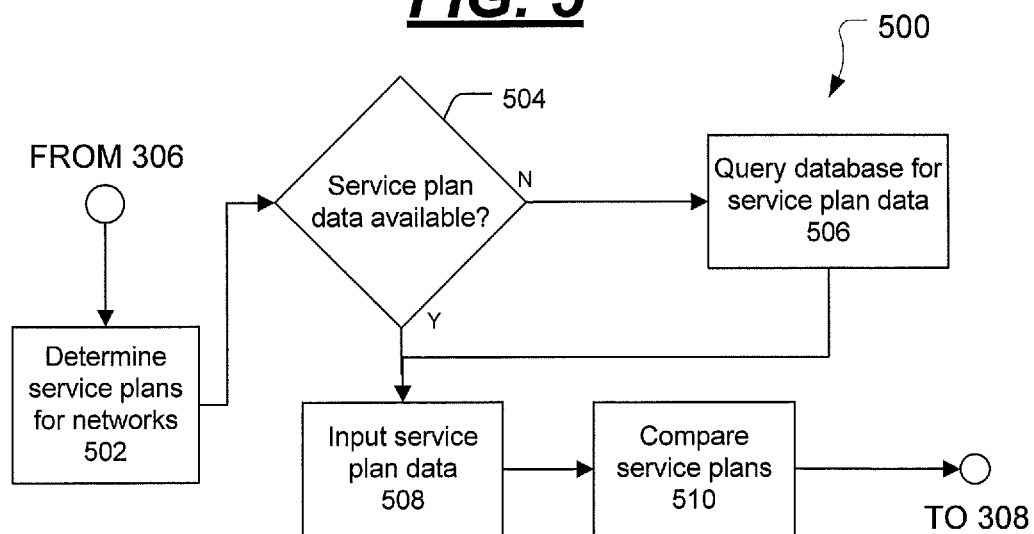 FIG. 5
500
504
FROM 306
Service plan
data available?
N
Query database for
service plan data
506
Y
Determine
service plans
for networks
502
Input service
plan data
508
Compare
service plans
510
TO 308